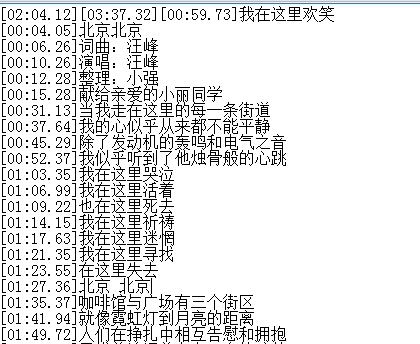 [02:04.12][03:37.32][00:59.73]我在这里欢笑
[00:04.05]北京北京
[00:06.26]词曲：汪峰
[00:10.26]演唱：汪峰
[00:12.28]整理：小强
[00:15.28]献给亲爱的小丽同学
[00:31.13]当我走在这里的每一条街道
[00:37.64]我的心似乎从来都不能平静
[00:45.29]除了发动机的轰鸣和电气之音
[00:52.37]我似乎听到了他烛骨般的心跳
[01:03.35]我在这里哭泣
[01:06.99]我在这里活着
[01:09.22]也在这里死去
[01:14.15]我在这里祈祷
[01:17.63]我在这里迷惘
[01:21.35]我在这里寻找
[01:23.55]在这里失去
[01:27.36]北京 北京
[01:35.37]咖啡馆与广场有三个街区
[01:41.94]就像霓虹灯到月亮的距离
[01:49.72]人们在挣扎中相互告慰和拥抱